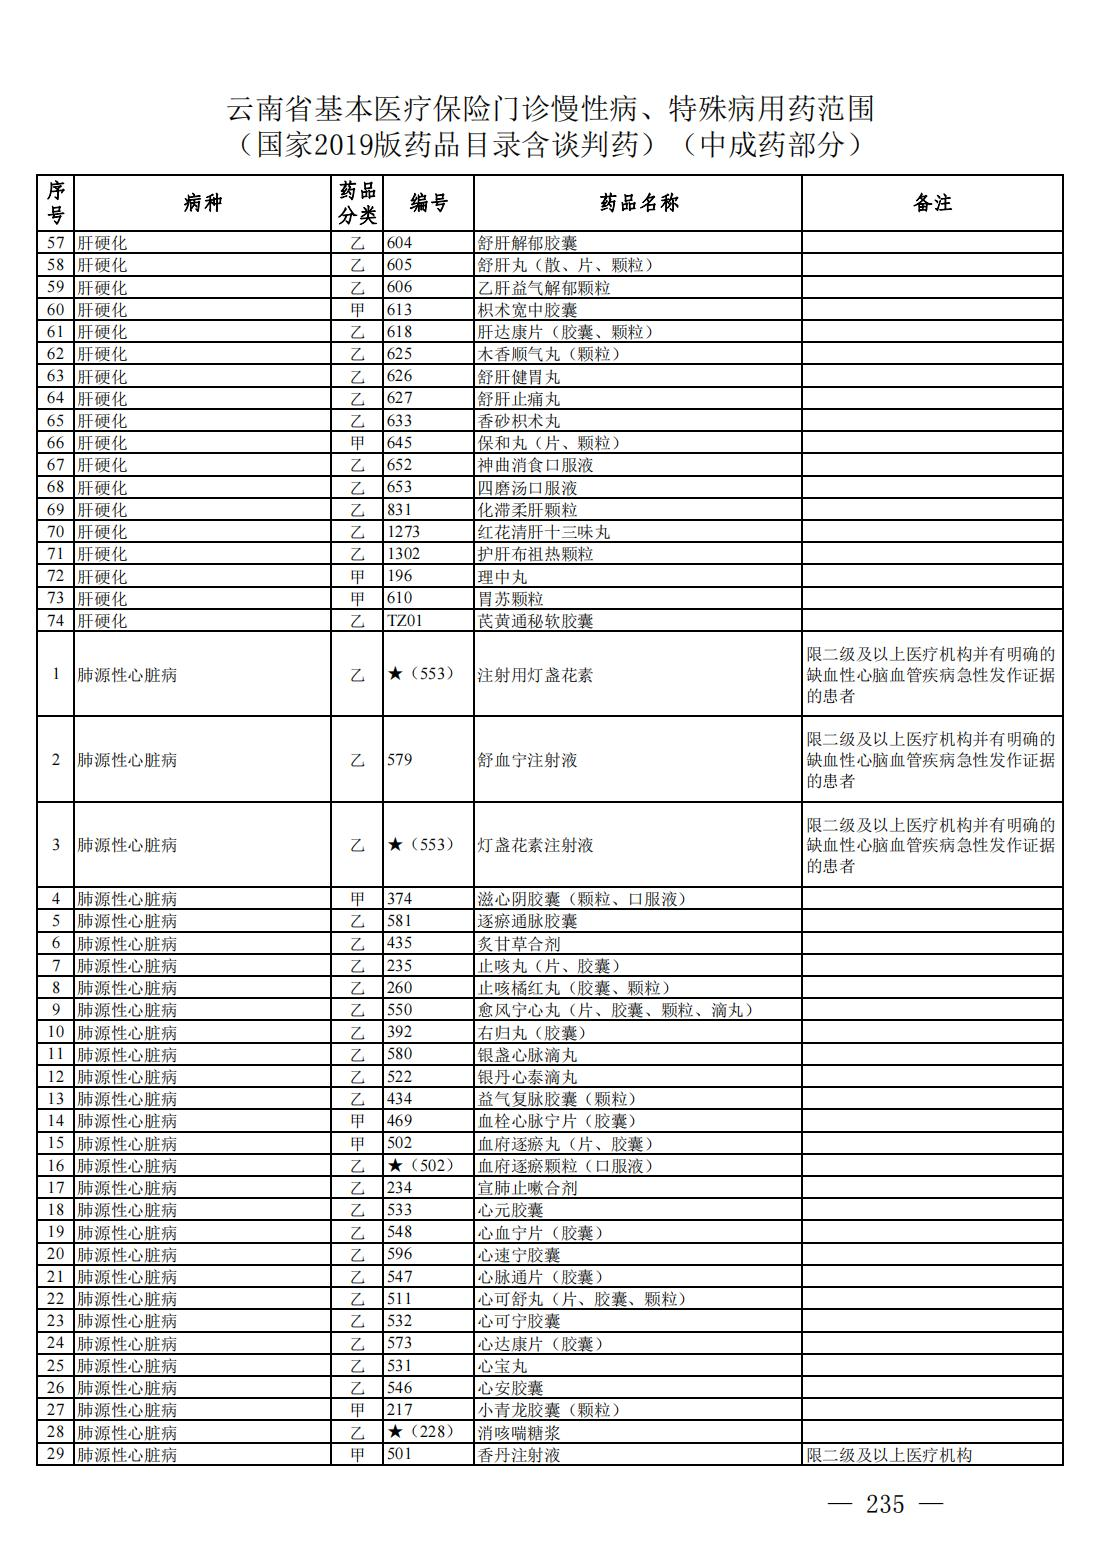 云南省基本医疗保险门诊慢性病、特殊病用药范围
（国家2019版药品目录含谈判药）（中成药部分）
序号 病种 药品分类 编号 药品名称 备注
57 肝硬化 乙 604 舒肝解郁胶囊
58 肝硬化 乙 605 舒肝丸（散、片、颗粒）
59 肝硬化 乙 606 乙肝益气解郁颗粒
60 肝硬化 甲 613 枳术宽中胶囊
61 肝硬化 乙 618 肝达康片（胶囊、颗粒）
62 肝硬化 乙 625 木香顺气丸（颗粒）
63 肝硬化 乙 626 舒肝健胃丸
64 肝硬化 乙 627 舒肝止痛丸
65 肝硬化 乙 633 香砂枳术丸
66 肝硬化 甲 645 保和丸（片、颗粒）
67 肝硬化 乙 652 神曲消食口服液
68 肝硬化 乙 653 四磨汤口服液
69 肝硬化 乙 831 化滞柔肝颗粒
70 肝硬化 乙 1273 红花清肝十三味丸
71 肝硬化 乙 1302 护肝布祖热颗粒
72 肝硬化 甲 196 理中丸
73 肝硬化 甲 610 胃苏颗粒
74 肝硬化 乙 TZ01 芪黄通秘软胶囊
1 肺源性心脏病 乙 ★（553） 注射用灯盏花素 限二级及以上医疗机构并有明确的
缺血性心脑血管疾病急性发作证据
的患者
2 肺源性心脏病 乙 579 舒血宁注射液 限二级及以上医疗机构并有明确的
缺血性心脑血管疾病急性发作证据
的患者
3 肺源性心脏病 乙 ★（553） 灯盏花素注射液 限二级及以上医疗机构并有明确的
缺血性心脑血管疾病急性发作证据
的患者
4 肺源性心脏病 甲 374 滋心阴胶囊（颗粒、口服液）
5 肺源性心脏病 乙 581 逐瘀通脉胶囊
6 肺源性心脏病 乙 435 炙甘草合剂
7 肺源性心脏病 乙 235 止咳丸（片、胶囊）
8 肺源性心脏病 乙 260 止咳橘红丸（胶囊、颗粒）
9 肺源性心脏病 乙 550 愈风宁心丸（片、胶囊、颗粒、滴丸）
10 肺源性心脏病 乙 392 右归丸（胶囊）
11 肺源性心脏病 乙 580 银盏心脉滴丸
12 肺源性心脏病 乙 522 银丹心泰滴丸
13 肺源性心脏病 乙 434 益气复脉胶囊（颗粒）
14 肺源性心脏病 甲 469 血栓心脉宁片（胶囊）
15 肺源性心脏病 甲 502 血府逐瘀丸（片、胶囊）
16 肺源性心脏病 乙 ★（502） 血府逐瘀颗粒（口服液）
17 肺源性心脏病 乙 234 宣肺止嗽合剂
18 肺源性心脏病 乙 533 心元胶囊
19 肺源性心脏病 乙 548 心血宁片（胶囊）
20 肺源性心脏病 乙 596 心速宁胶囊
21 肺源性心脏病 乙 547 心脉通片（胶囊）
22 肺源性心脏病 乙 511 心可舒丸（片、胶囊、颗粒）
23 肺源性心脏病 乙 532 心可宁胶囊
24 肺源性心脏病 乙 573 心达康片（胶囊）
25 肺源性心脏病 乙 531 心宝丸
26 肺源性心脏病 乙 546 心安胶囊
27 肺源性心脏病 甲 217 小青龙胶囊（颗粒）
28 肺源性心脏病 乙 ★（228） 消咳喘糖浆
29 肺源性心脏病 甲 501 香丹注射液 限二级及以上医疗机构
— 235 —